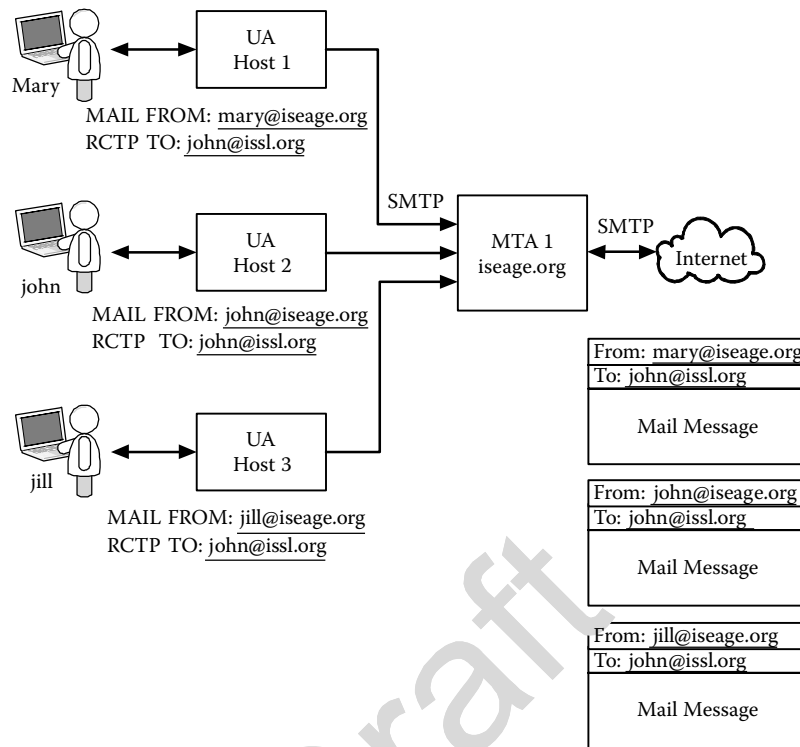 Mary
UA
Host 1
MAIL FROM: mary@iseage.org
RCTP TO: john@issl.org
SMTP
john
UA
Host 2
MAIL FROM: john@iseage.org
RCTP TO: john@issl.org
MTA 1
iseage.org
SMTP
Internet
jill
UA
Host 3
MAIL FROM: jill@iseage.org
RCTP TO: john@issl.org
From: mary@iseage.org
To: john@issl.org
Mail Message
From: john@iseage.org
To: john@issl.org
Mail Message
From: jill@iseage.org
To: john@issl.org
Mail Message
raft